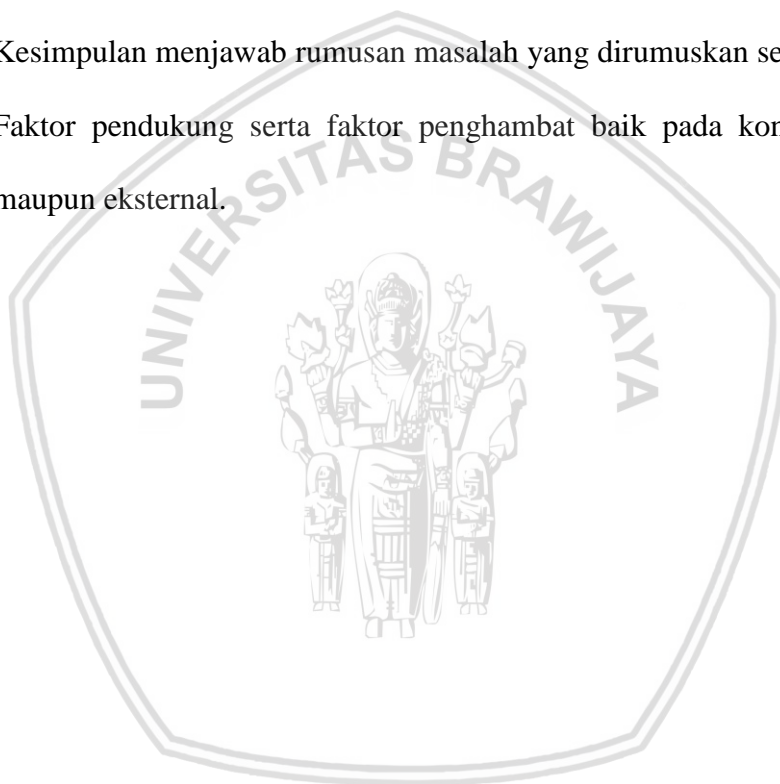 Kesimpulan menjawab rumusan masalah yang dirumuskan se
Faktor pendukung serta faktor penghambat baik pada kon
maupun eksternal.
UNIVERSITAS BRAWIJAYA